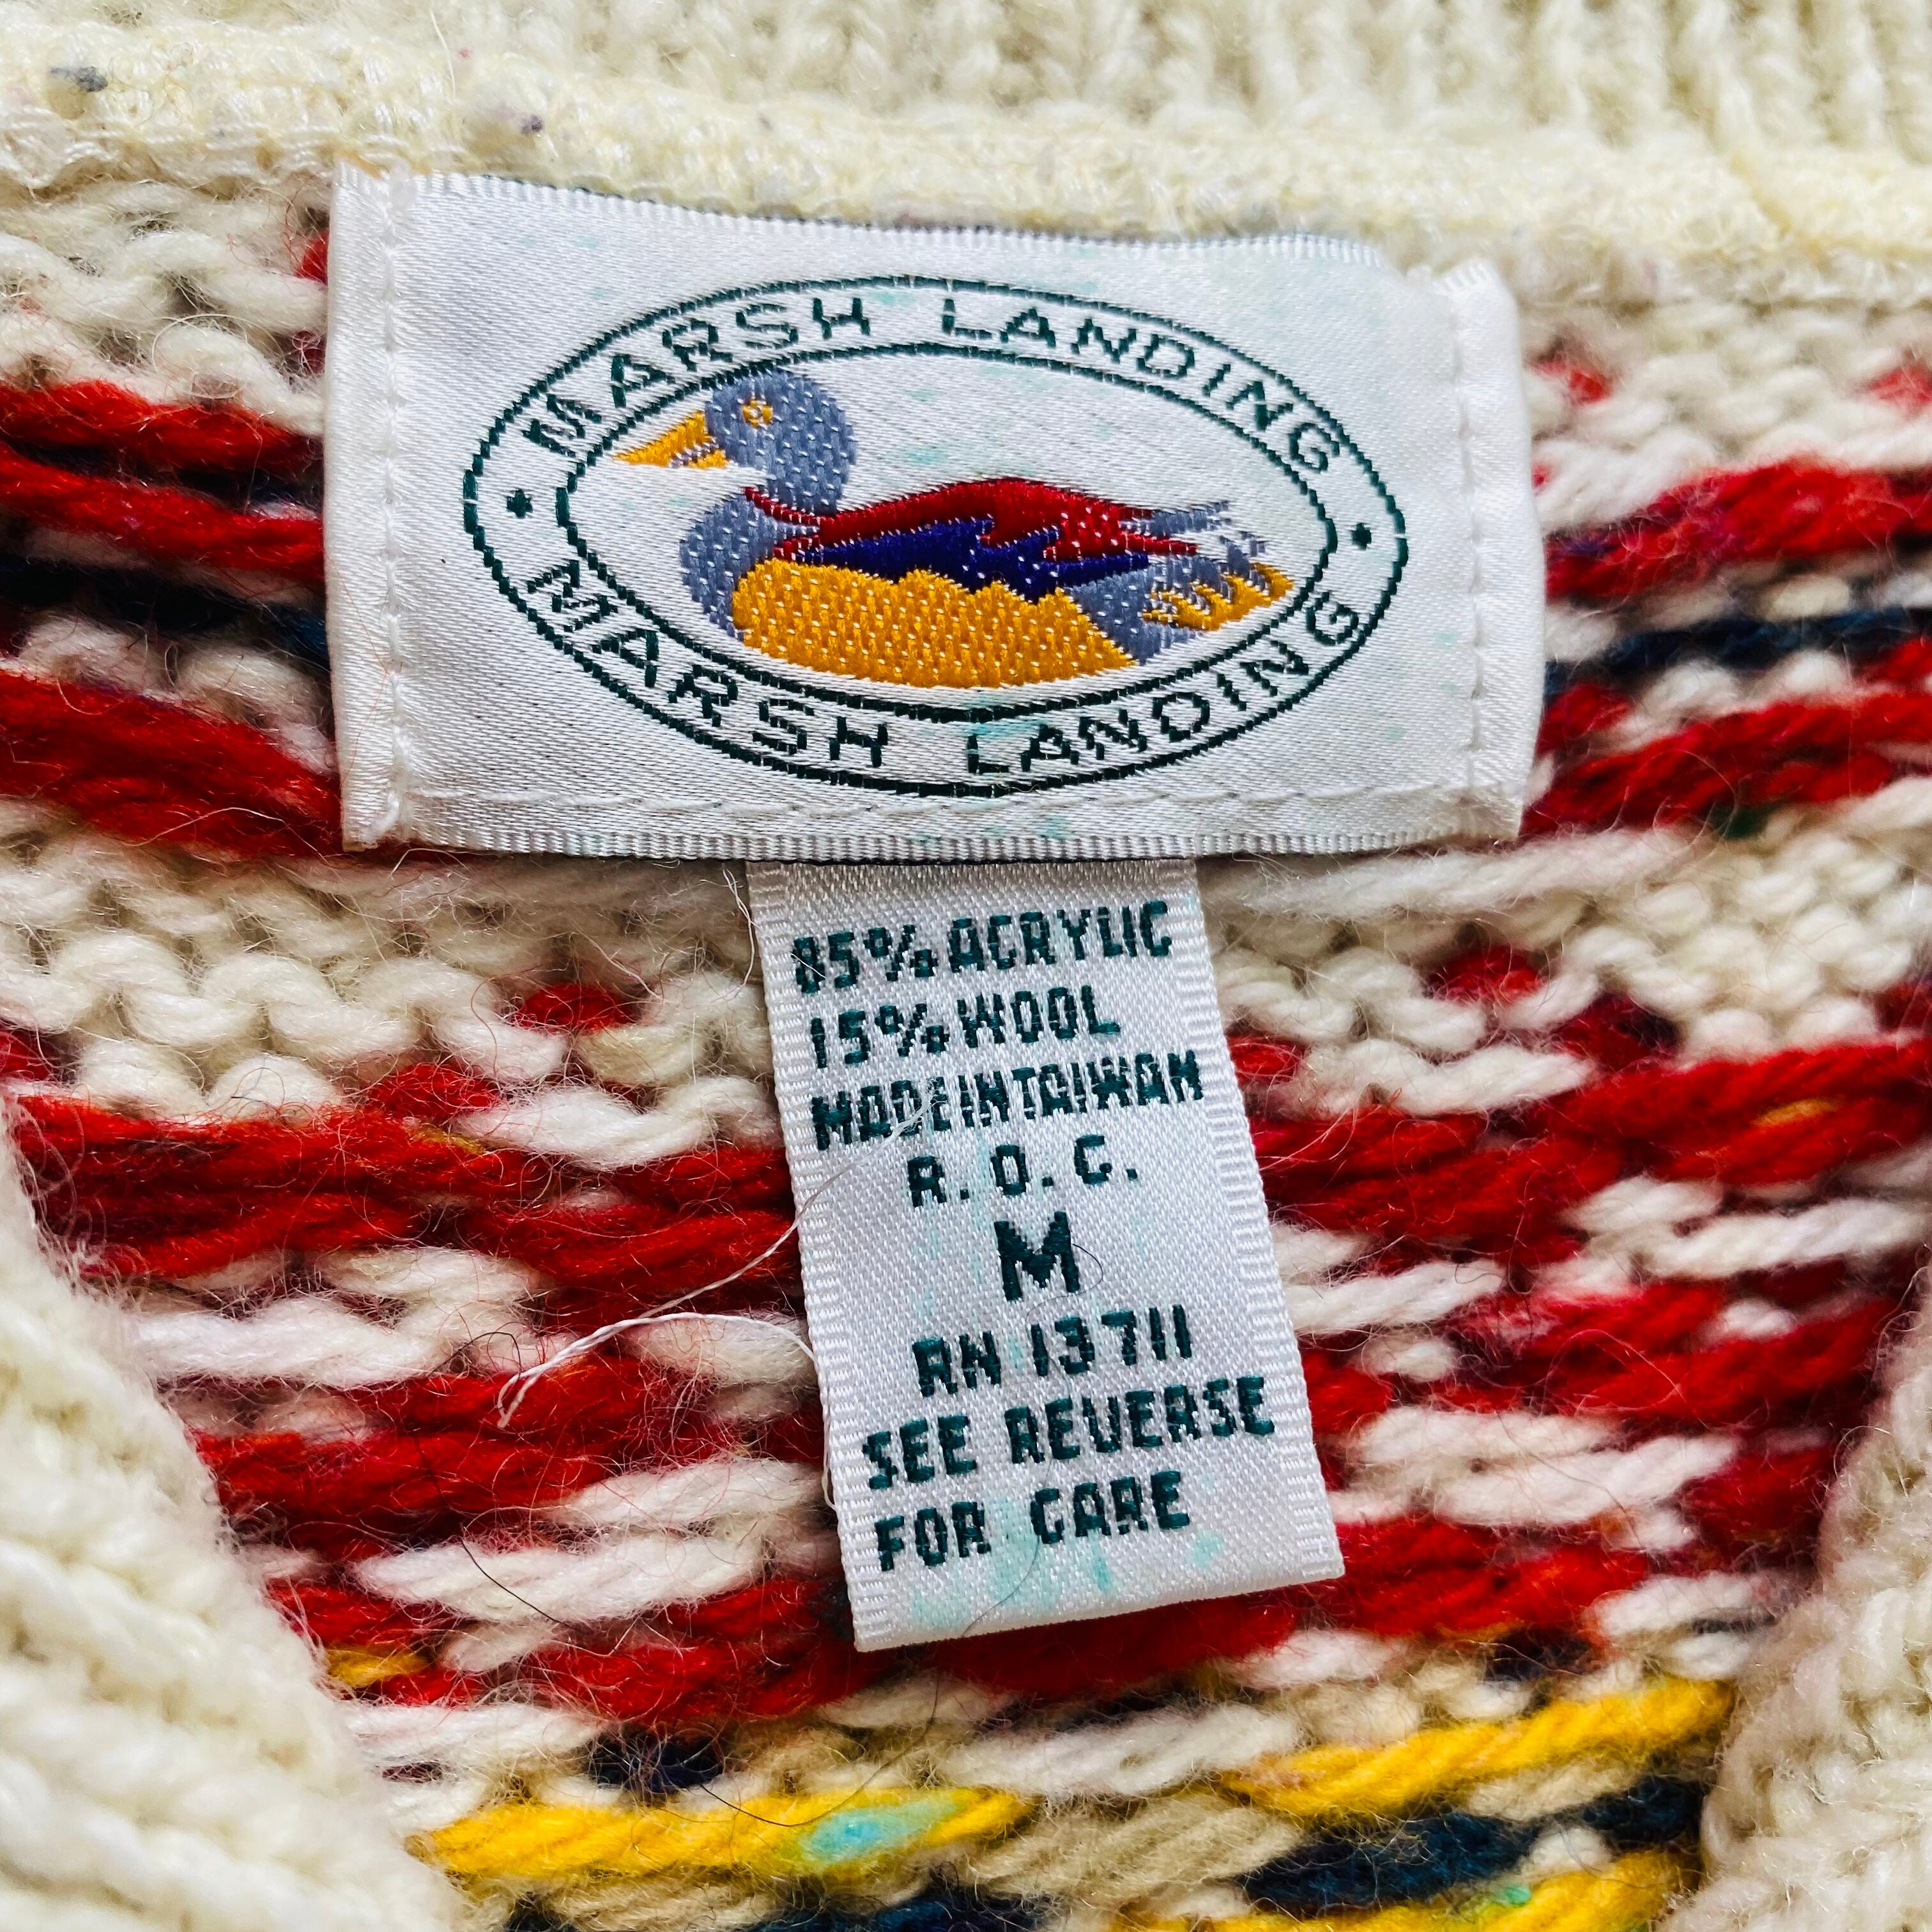 MARSH LANDING
MARSH LANDING
85% ACRYLIC
15% WOOL
MADE IN TAIWAN
R.O.C.
M
RN 13711
SEE REVERSE
FOR CARE